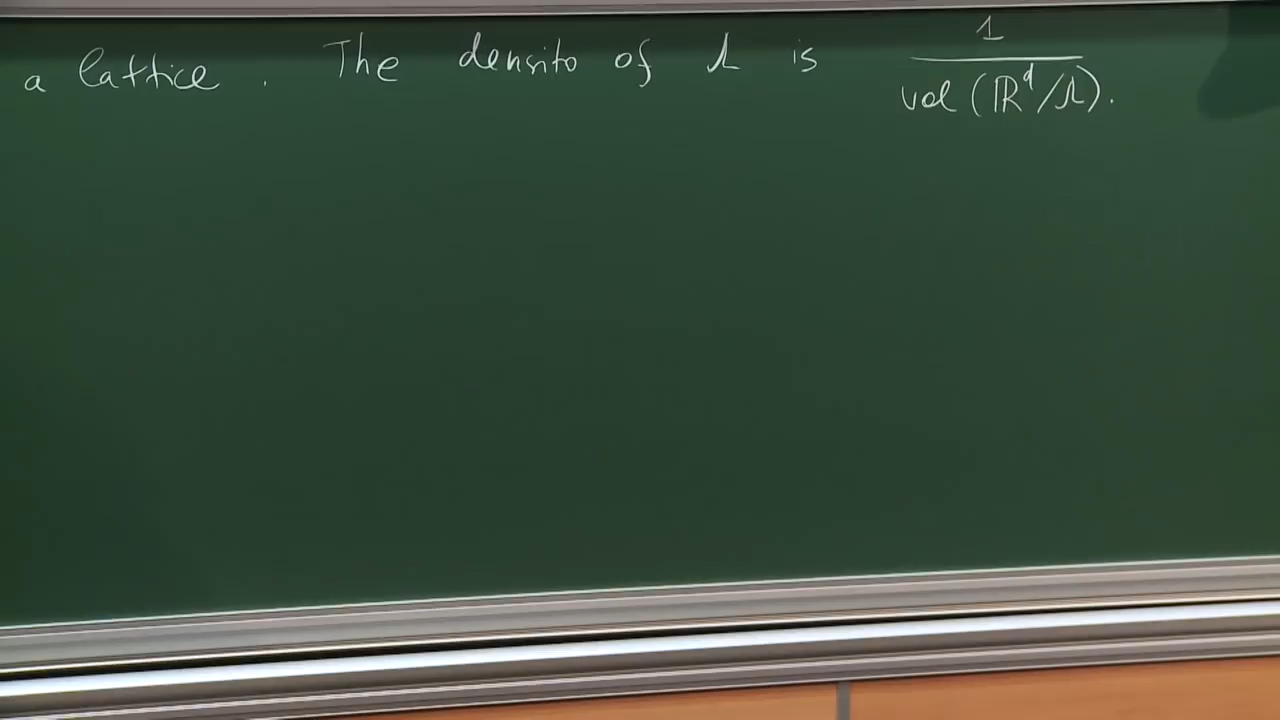 a lattice. The densito of Λ is 1/vol(ℝ^d/Λ).